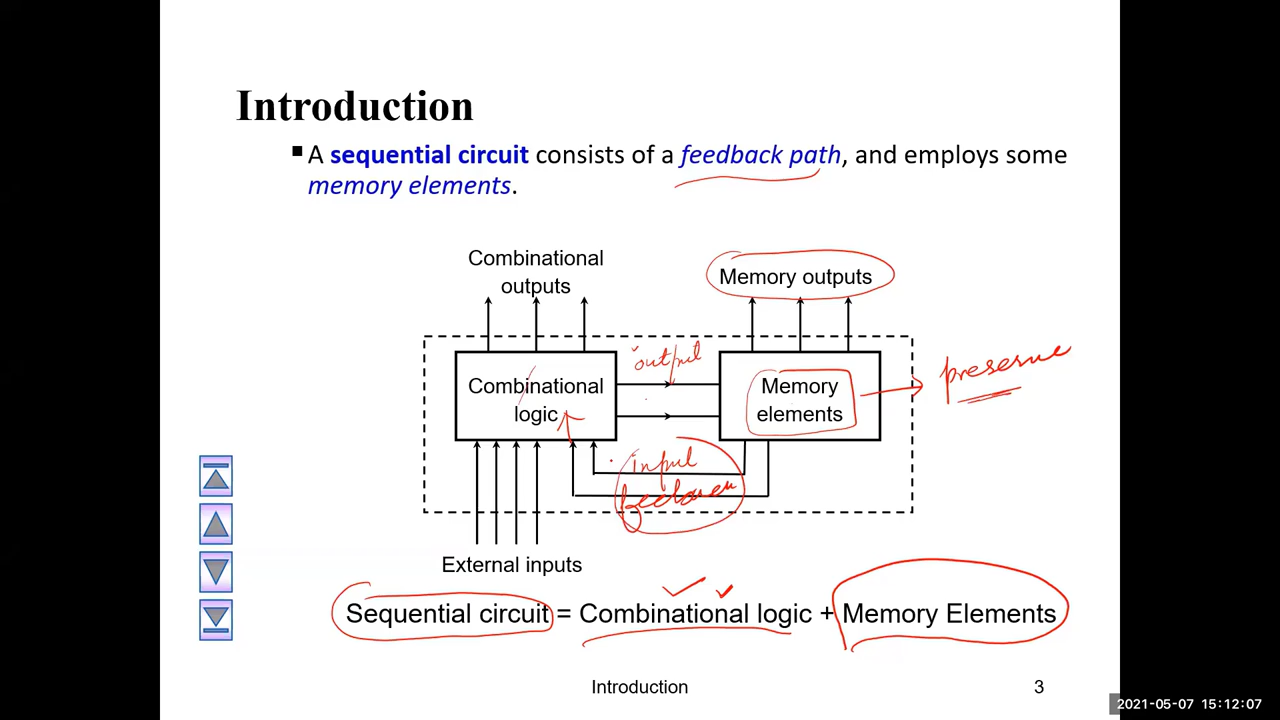 Introduction
▪ A sequential circuit consists of a feedback path, and employs some
memory elements.
Combinational
outputs
Memory outputs
output
Combinational
logic
Memory
elements
preserve
input
External inputs
Sequential circuit = Combinational logic + Memory Elements
Introduction
3
2021-05-07 15:12:07